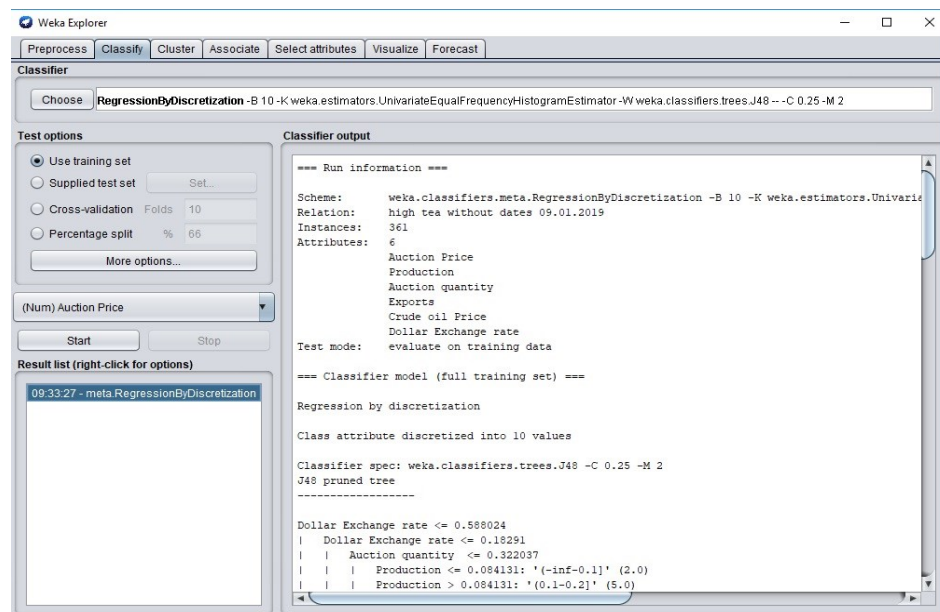 Weka Explorer
Preprocess Classify Cluster Associate Select attributes Visualize Forecast
Classifier
Choose RegressionByDiscretization -B 10 -K weka.estimators.UnivariateEqualFrequencyHistogramEstimator -W weka.classifiers.trees.J48 -- -C 0.25 -M 2
Test options
Use training set
Supplied test set Set...
Cross-validation Folds 10
Percentage split % 66
More options...
(Num) Auction Price
Start Stop
Result list (right-click for options)
09:33:27 - meta.RegressionByDiscretization
Classifier output
=== Run information ===
Scheme: weka.classifiers.meta.RegressionByDiscretization -B 10 -K weka.estimators.Univaria
Relation: high tea without dates 09.01.2019
Instances: 361
Attributes: 6
Auction Price
Production
Auction quantity
Exports
Crude oil Price
Dollar Exchange rate
Test mode: evaluate on training data
=== Classifier model (full training set) ===
Regression by discretization
Class attribute discretized into 10 values
Classifier spec: weka.classifiers.trees.J48 -C 0.25 -M 2
J48 pruned tree
------------------
Dollar Exchange rate <= 0.588024
| Dollar Exchange rate <= 0.18291
| | Auction quantity <= 0.322037
| | | Production <= 0.084131: '(-inf-0.1]' (2.0)
| | | Production > 0.084131: '(0.1-0.2]' (5.0)